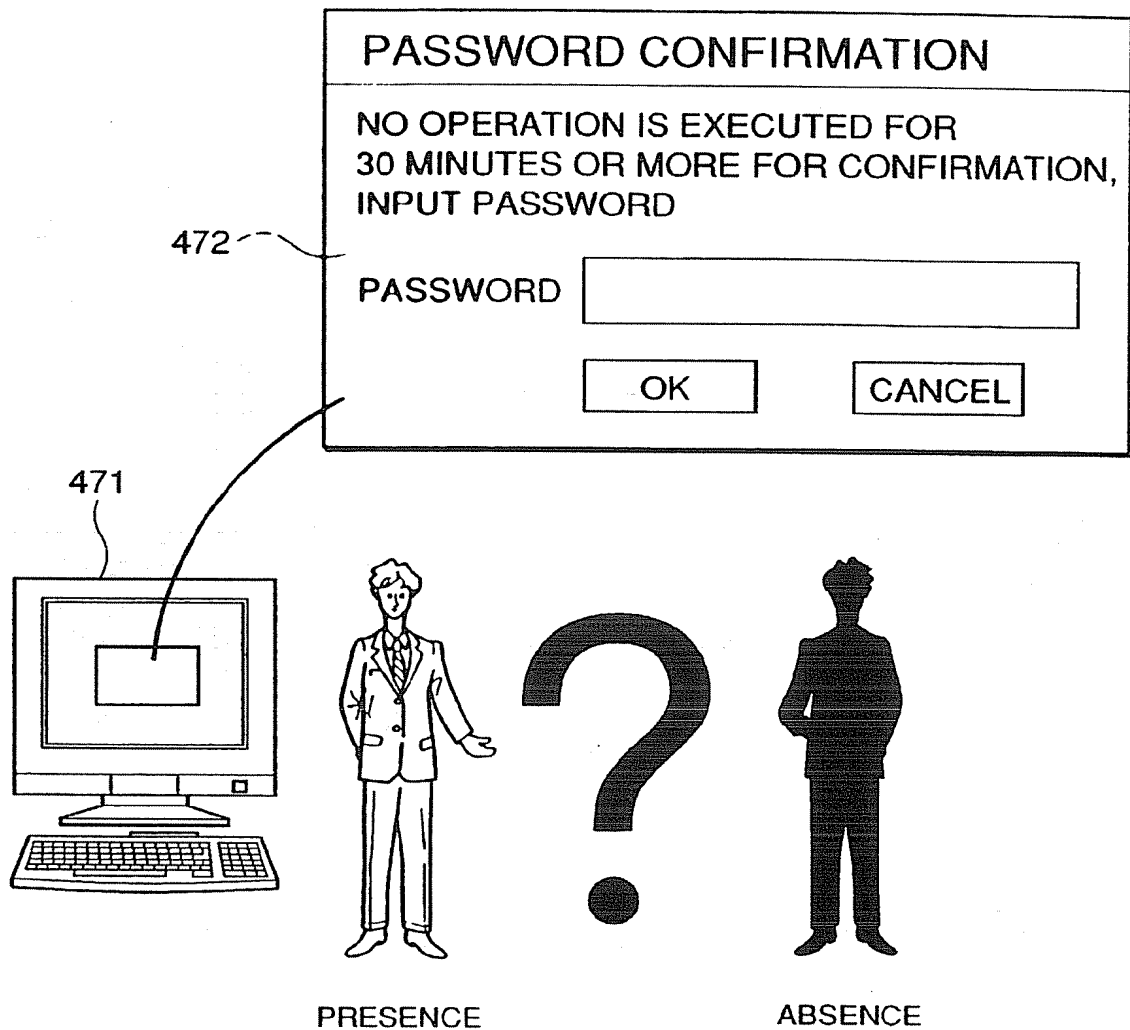 PASSWORD CONFIRMATION
NO OPERATION IS EXECUTED FOR
30 MINUTES OR MORE FOR CONFIRMATION,
INPUT PASSWORD
472
PASSWORD
OK
CANCEL
471
?
PRESENCE
ABSENCE